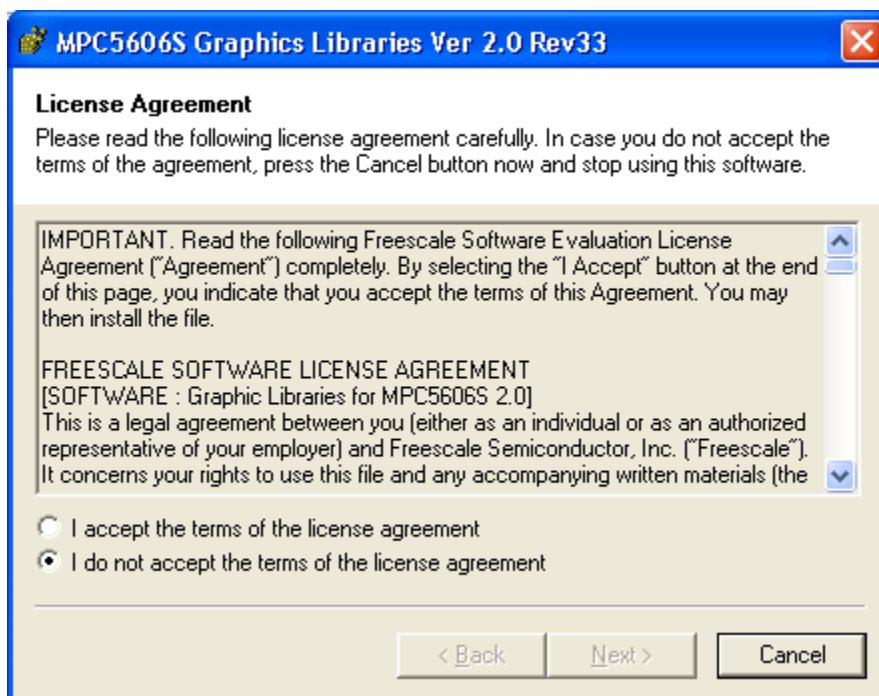 MPC5606S Graphics Libraries Ver 2.0 Rev33
License Agreement
Please read the following license agreement carefully. In case you do not accept the
terms of the agreement, press the Cancel button now and stop using this software.
IMPORTANT. Read the following Freescale Software Evaluation License
Agreement ("Agreement") completely. By selecting the "I Accept" button at the end
of this page, you indicate that you accept the terms of this Agreement. You may
then install the file.
FREESCALE SOFTWARE LICENSE AGREEMENT
[SOFTWARE : Graphic Libraries for MPC5606S 2.0]
This is a legal agreement between you (either as an individual or as an authorized
representative of your employer) and Freescale Semiconductor, Inc. ("Freescale").
It concerns your rights to use this file and any accompanying written materials (the
I accept the terms of the license agreement
I do not accept the terms of the license agreement
< Back Next > Cancel